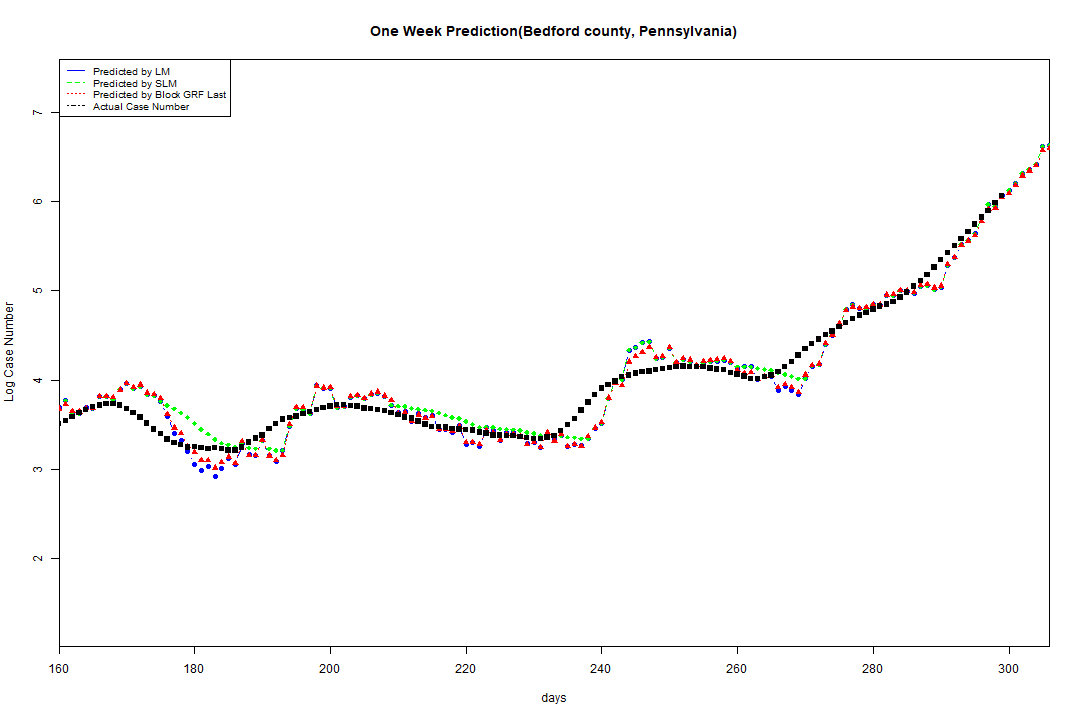 One Week Prediction(Bedford county, Pennsylvania)
Predicted by LM
Predicted by SLM
Predicted by Block GRF Last
Actual Case Number
7
6
5
4
3
2
Log Case Number
160 180 200 220 240 260 280 300
days